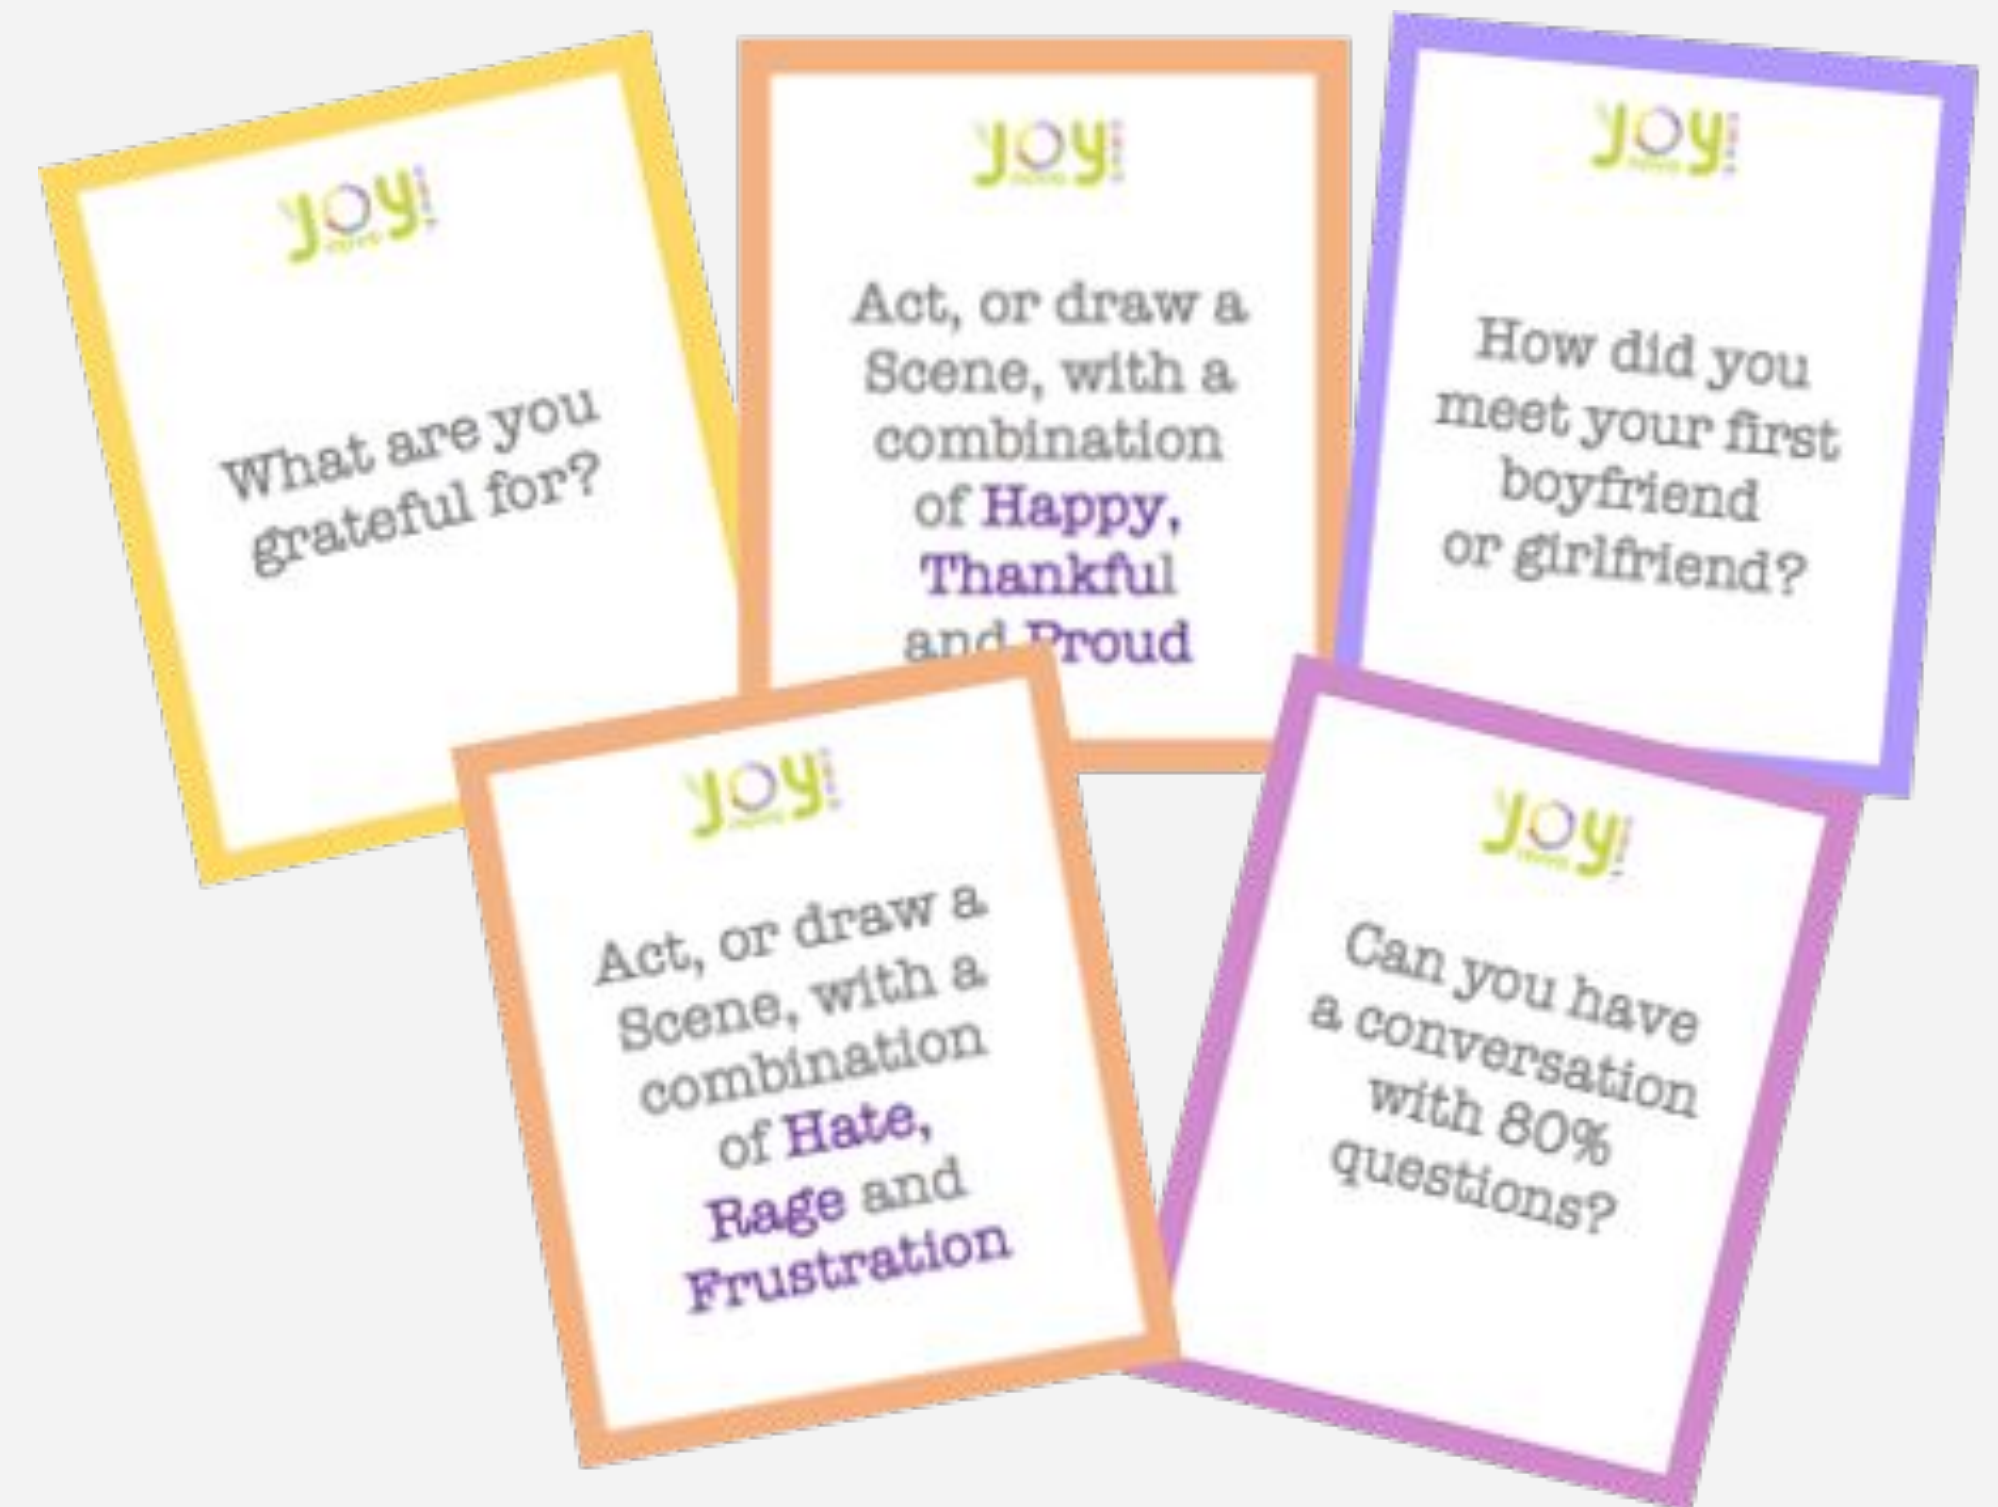 JOY
What are you
grateful for?
JOY
Act, or draw a
Scene, with a
combination
of Happy,
Thankful
and Proud
JOY
How did you
meet your first
boyfriend
or girlfriend?
JOY
Act, or draw a
Scene, with a
combination
of Hate,
Rage and
Frustration
JOY
Can you have
a conversation
with 80%
questions?